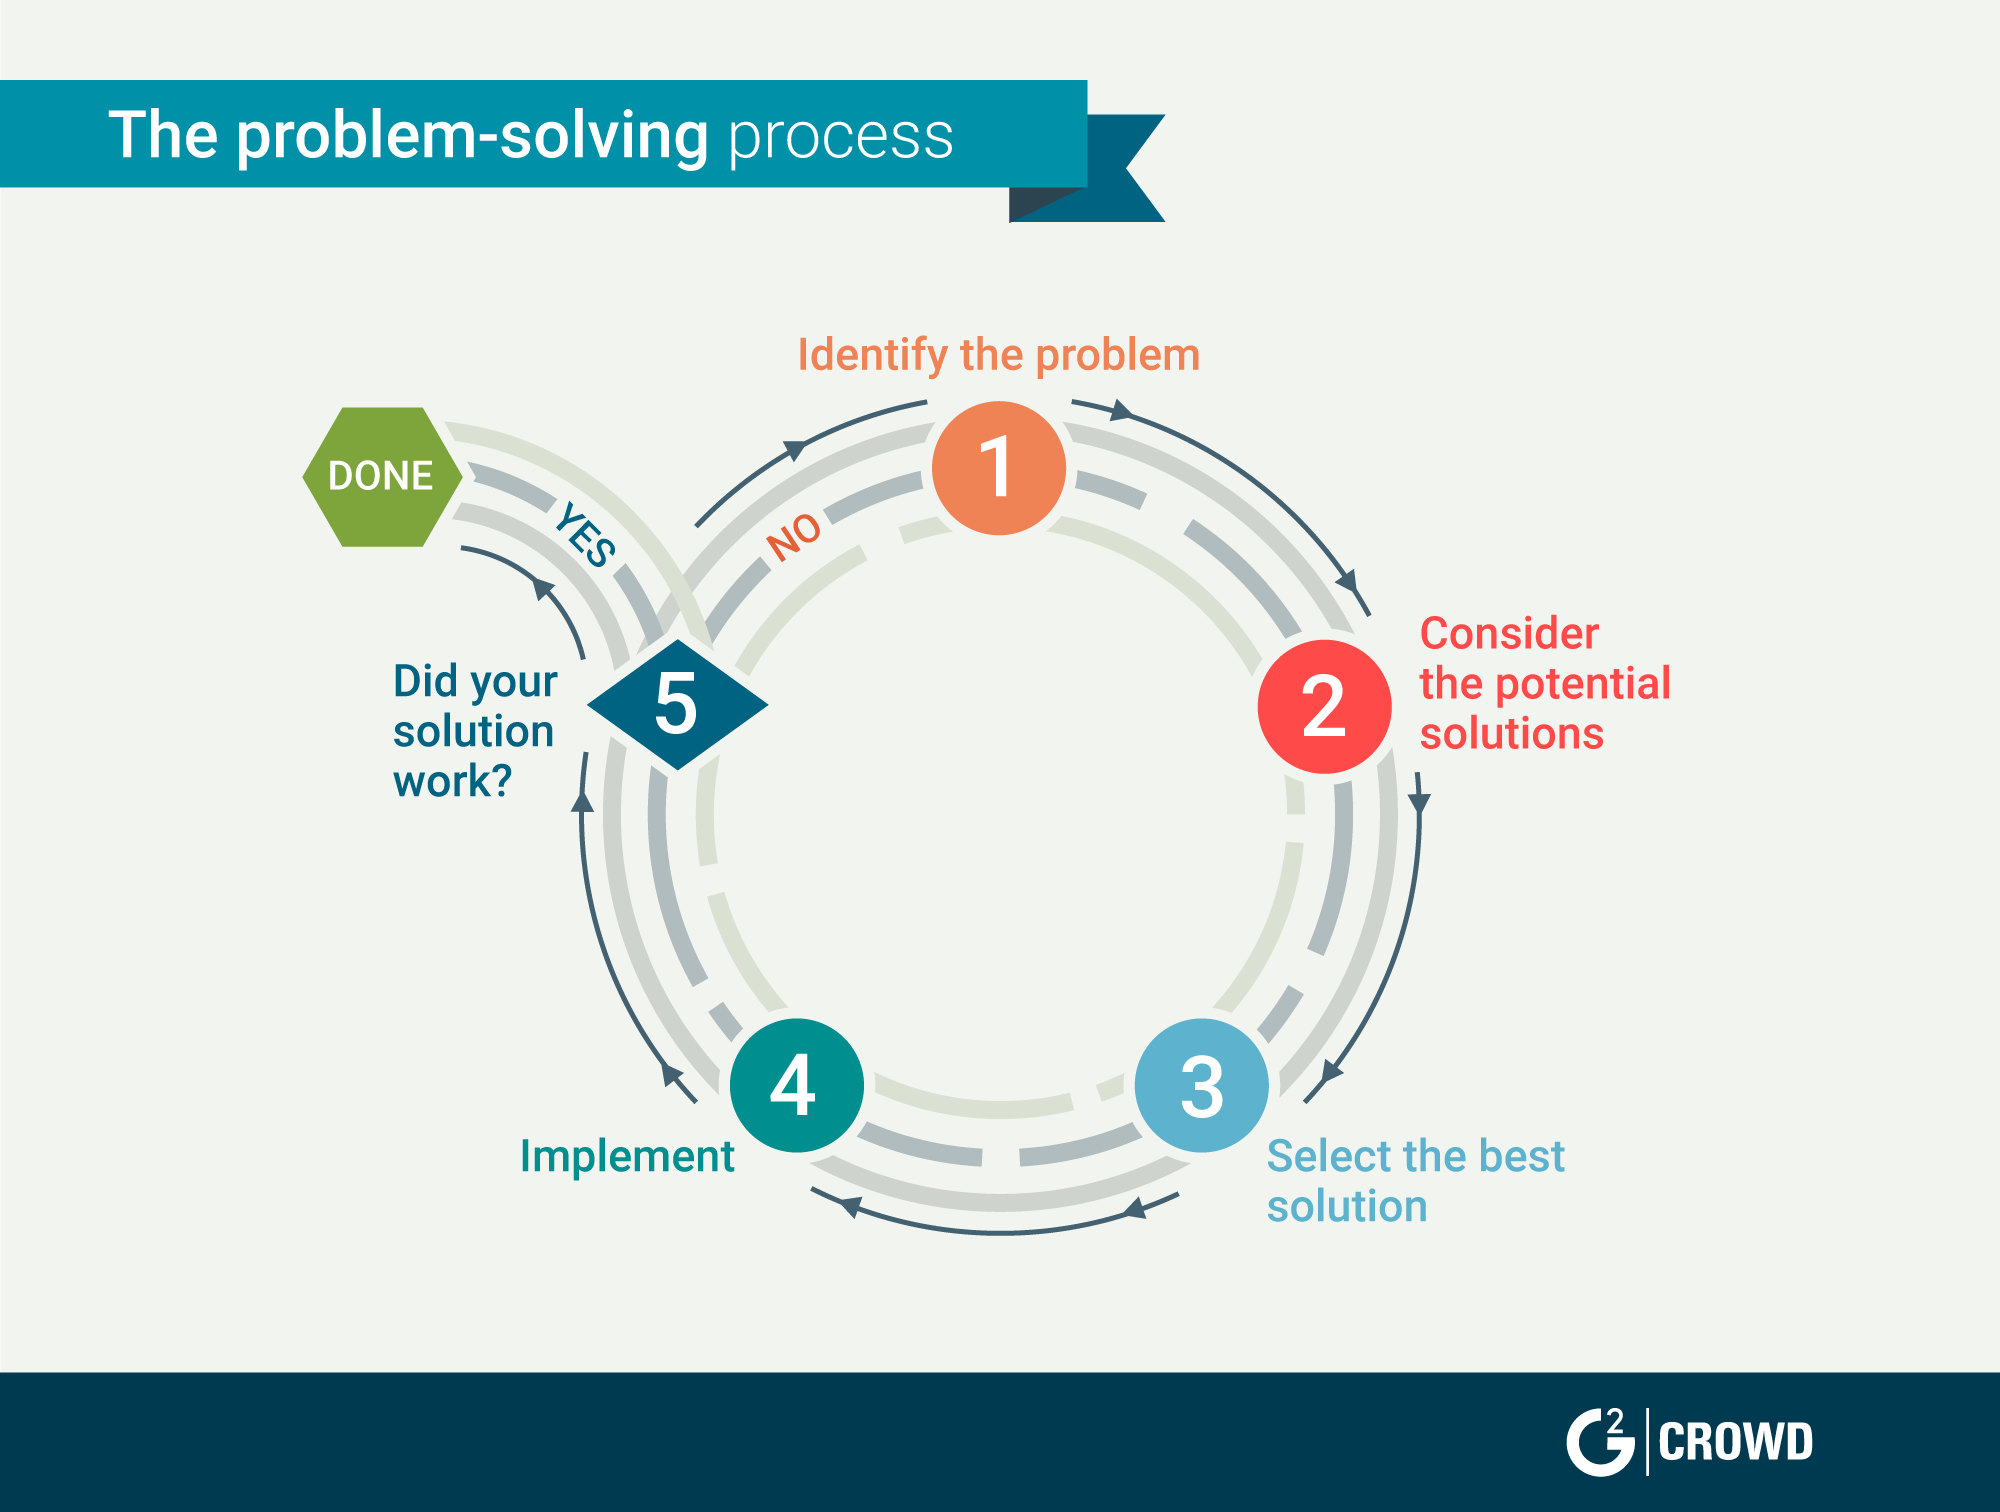 The problem-solving process
Identify the problem
1
DONE
YES
NO
Consider
the potential
solutions
2
Did your
solution
work?
5
4
3
Implement
Select the best
solution
G2 CROWD